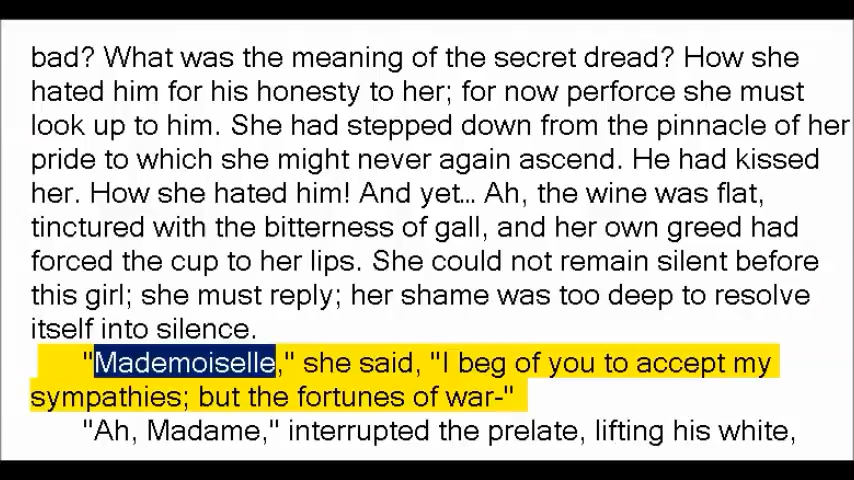 bad? What was the meaning of the secret dread? How she
hated him for his honesty to her; for now perforce she must
look up to him. She had stepped down from the pinnacle of her
pride to which she might never again ascend. He had kissed
her. How she hated him! And yet... Ah, the wine was flat,
tinctured with the bitterness of gall, and her own greed had
forced the cup to her lips. She could not remain silent before
this girl; she must reply; her shame was too deep to resolve
itself into silence.
"Mademoiselle," she said, "I beg of you to accept my
sympathies; but the fortunes of war-"
"Ah, Madame," interrupted the prelate, lifting his white,